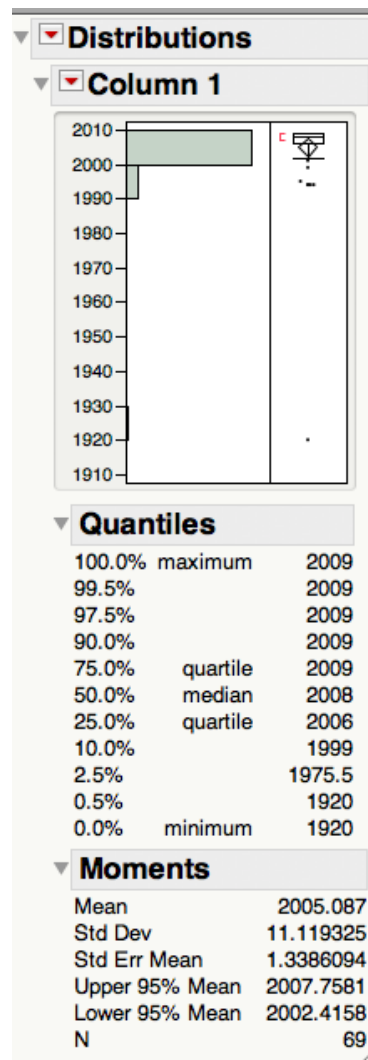 Distributions
Column 1
2010
2000
1990
1980
1970
1960
1950
1940
1930
1920
1910
Quantiles
100.0% maximum 2009
99.5% 2009
97.5% 2009
90.0% 2009
75.0% quartile 2009
50.0% median 2008
25.0% quartile 2006
10.0% 1999
2.5% 1975.5
0.5% 1920
0.0% minimum 1920
Moments
Mean 2005.087
Std Dev 11.119325
Std Err Mean 1.3386094
Upper 95% Mean 2007.7581
Lower 95% Mean 2002.4158
N 69